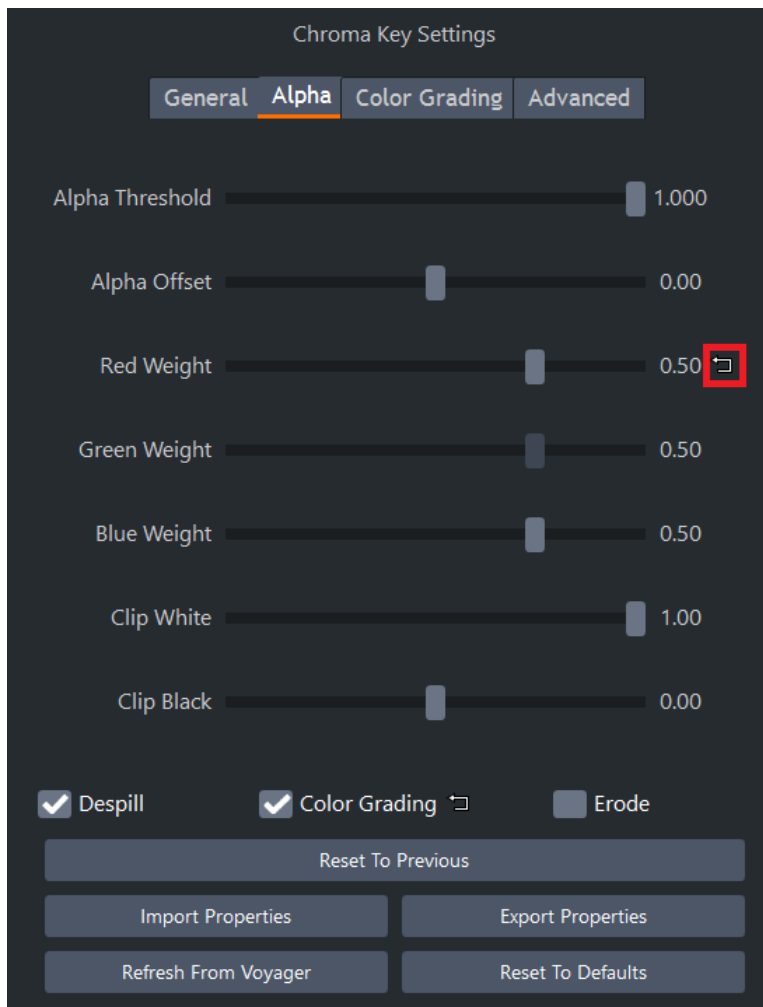 Chroma Key Settings
General Alpha Color Grading Advanced
Alpha Threshold 1.000
Alpha Offset 0.00
Red Weight 0.50
Green Weight 0.50
Blue Weight 0.50
Clip White 1.00
Clip Black 0.00
Despill Color Grading Erode
Reset To Previous
Import Properties Export Properties
Refresh From Voyager Reset To Defaults